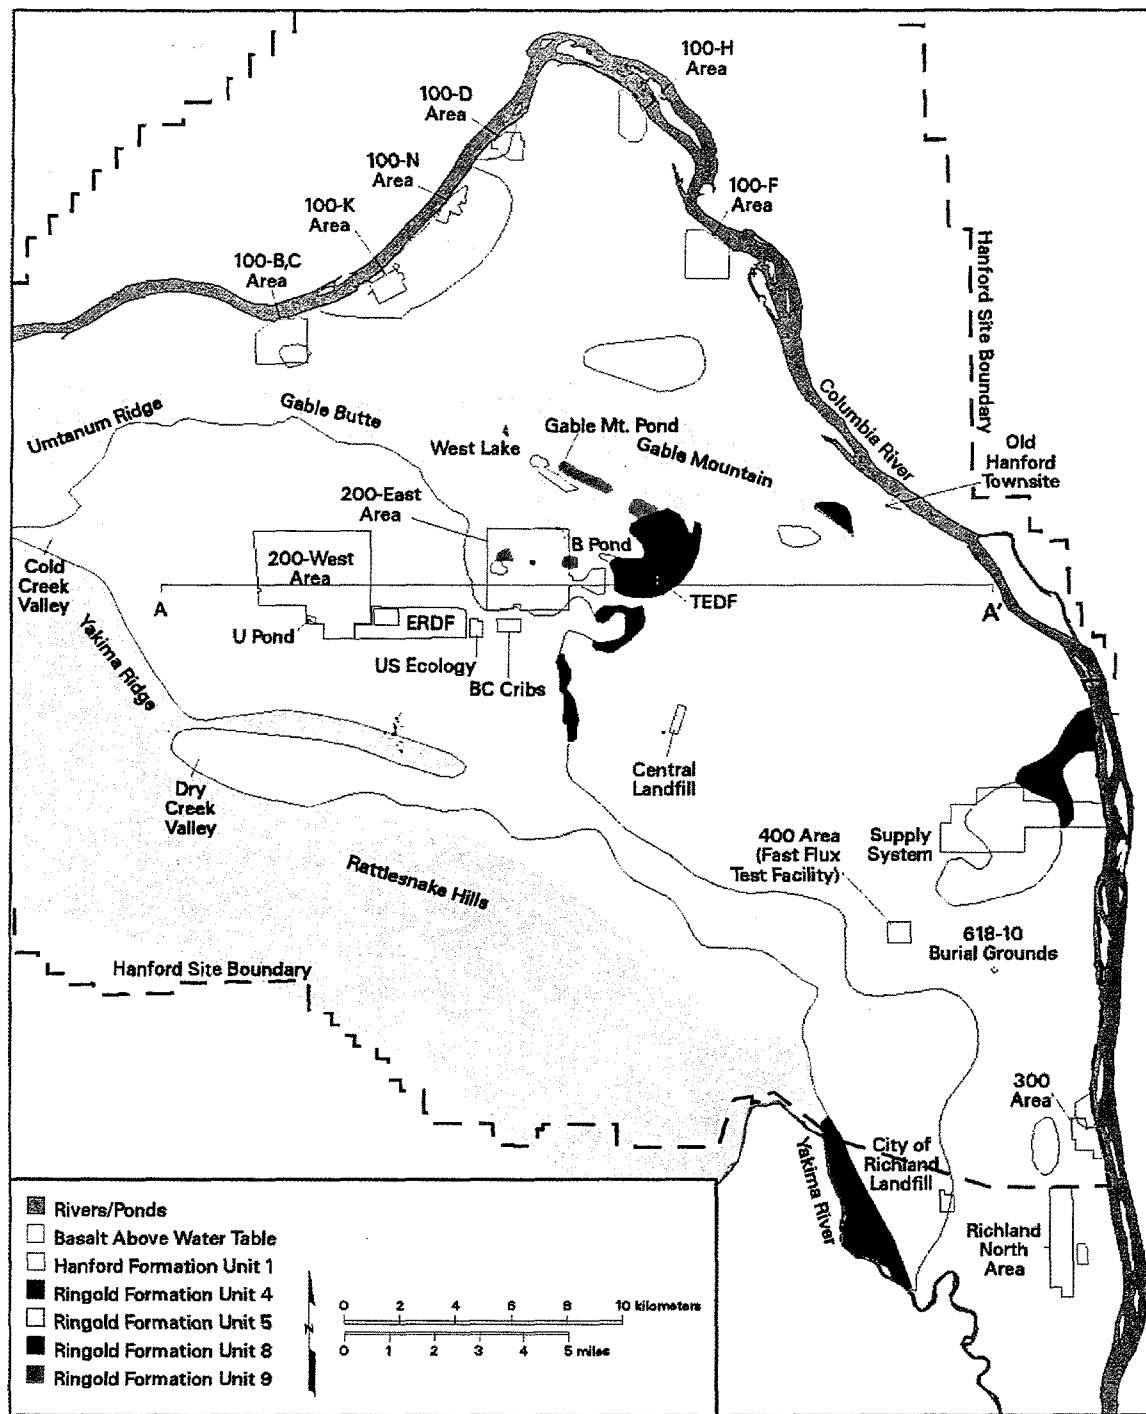 100-H
Area
100-D
Area
100-N
Area
100-F
Area
100-K
Area
100-B,C
Area
Hanford Site Boundary
Columbia River
Umtanum Ridge
Gable Butte
Gable Mt. Pond
West Lake
Gable Mountain
Old
Hanford
Townsite
200-East
Area
B Pond
200-West
Area
Cold
Creek
Valley
A
A'
TEDF
U Pond
ERDF
US Ecology
BC Cribs
Yakima Ridge
Central
Landfill
Dry
Creek
Valley
400 Area
(Fast Flux
Test Facility)
Supply
System
Rattlesnake Hills
618-10
Burial Grounds
Hanford Site Boundary
300
Area
City of
Richland
Landfill
Yakima River
Richland
North
Area
Rivers/Ponds
Basalt Above Water Table
Hanford Formation Unit 1
Ringold Formation Unit 4
Ringold Formation Unit 5
Ringold Formation Unit 8
Ringold Formation Unit 9
N
0 2 4 6 8 10 kilometers
0 1 2 3 4 5 miles